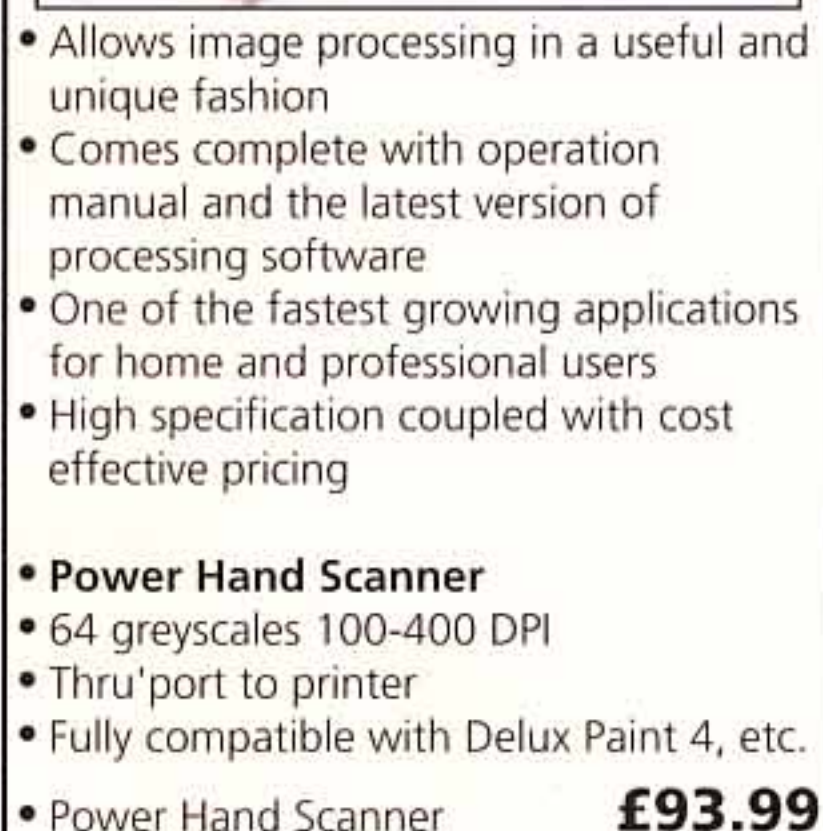 • Allows image processing in a useful and
unique fashion
• Comes complete with operation
manual and the latest version of
processing software
• One of the fastest growing applications
for home and professional users
• High specification coupled with cost
effective pricing
• Power Hand Scanner
• 64 greyscales 100-400 DPI
• Thru'port to printer
• Fully compatible with Delux Paint 4, etc.
• Power Hand Scanner £93.99